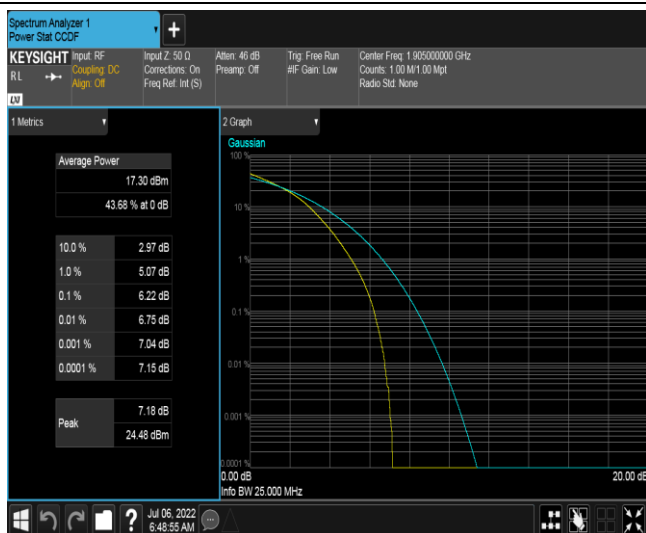 Spectrum Analyzer 1
Power Stat CCDF
KEYSIGHT
RL
LXI
Input: RF
Coupling: DC
Align: Off
Input Z: 50 Ω
Corrections: On
Freq Ref: Int (S)
Atten: 46 dB
Preamp: Off
Trig: Free Run
#IF Gain: Low
Center Freq: 1.905000000 GHz
Counts: 1.00 M/1.00 Mpt
Radio Std: None
1 Metrics
Average Power
17.30 dBm
43.68 % at 0 dB
10.0 % 2.97 dB
1.0 % 5.07 dB
0.1 % 6.22 dB
0.01 % 6.75 dB
0.001 % 7.04 dB
0.0001 % 7.15 dB
Peak
7.18 dB
24.48 dBm
2 Graph
Gaussian
100 %
10 %
1 %
0.1 %
0.01 %
0.001 %
0.0001 %
0.00 dB 20.00 dB
Info BW 25.000 MHz
?
Jul 06, 2022
6:48:55 AM